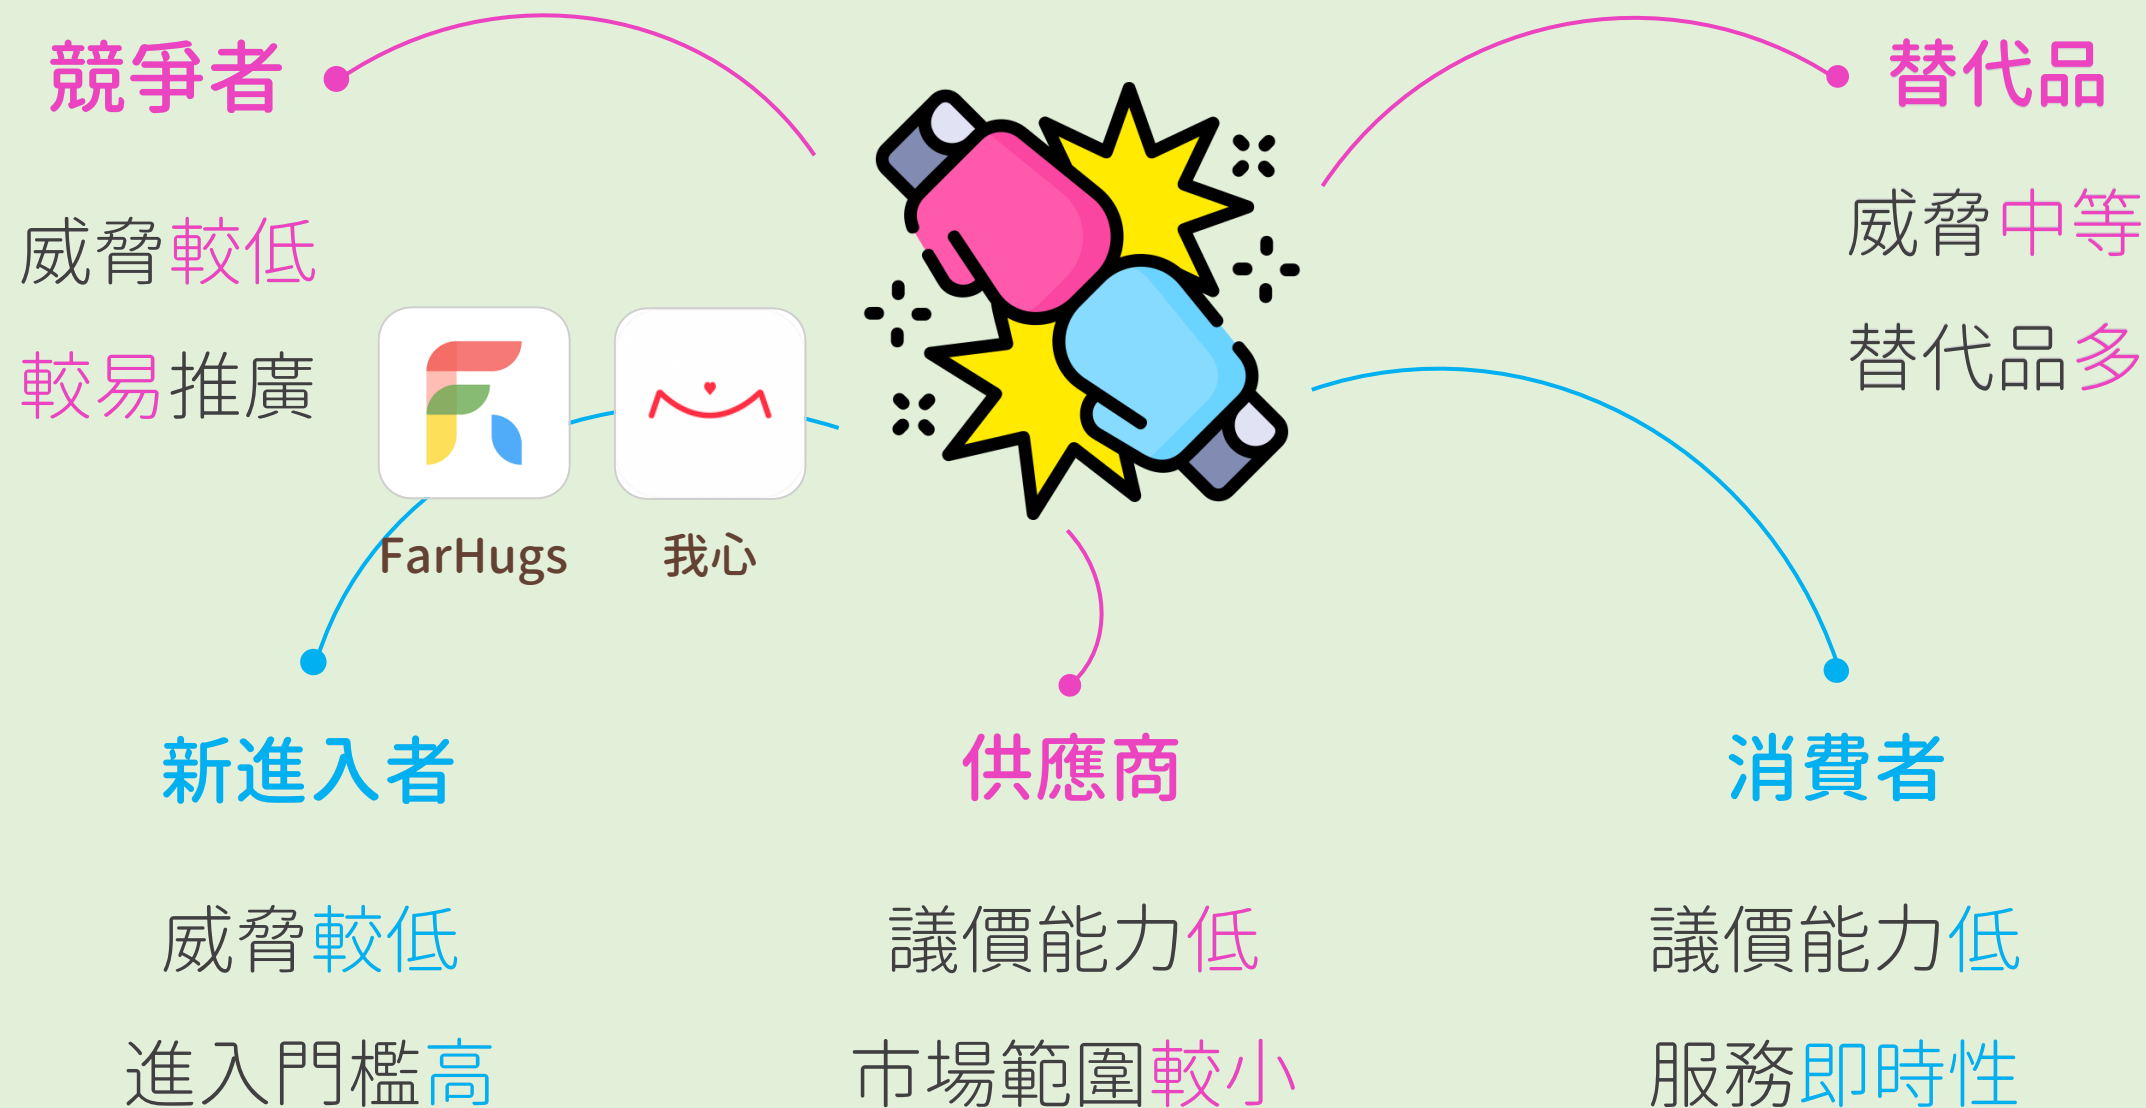 競爭者
威脅較低
較易推廣
FarHugs
我心
替代品
威脅中等
替代品多
新進入者
威脅較低
進入門檻高
供應商
議價能力低
市場範圍較小
消費者
議價能力低
服務即時性